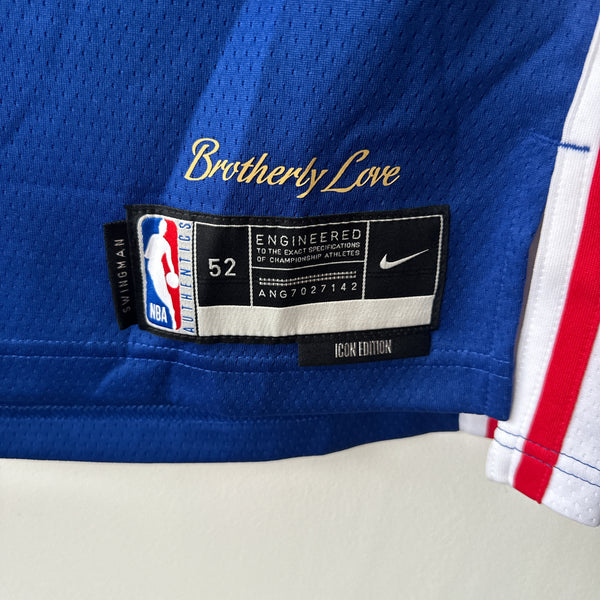 Brotherly Love
SWINGMAN
NBA
AUTHENTICS
52
ENGINEERED
TO THE EXACT SPECIFICATIONS
OF CHAMPIONSHIP ATHLETES
ANG7027142
ICON EDITION